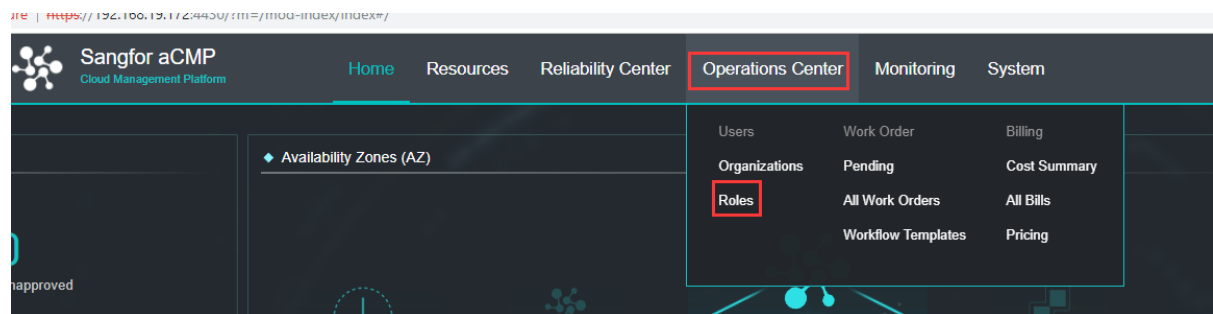 https://192.168.19.172:4430/?m=/mod-index/index#/
Sangfor aCMP
Cloud Management Platform
Home Resources Reliability Center Operations Center Monitoring System
Users Work Order Billing
Availability Zones (AZ)
Organizations Pending Cost Summary
Roles All Work Orders All Bills
Workflow Templates Pricing